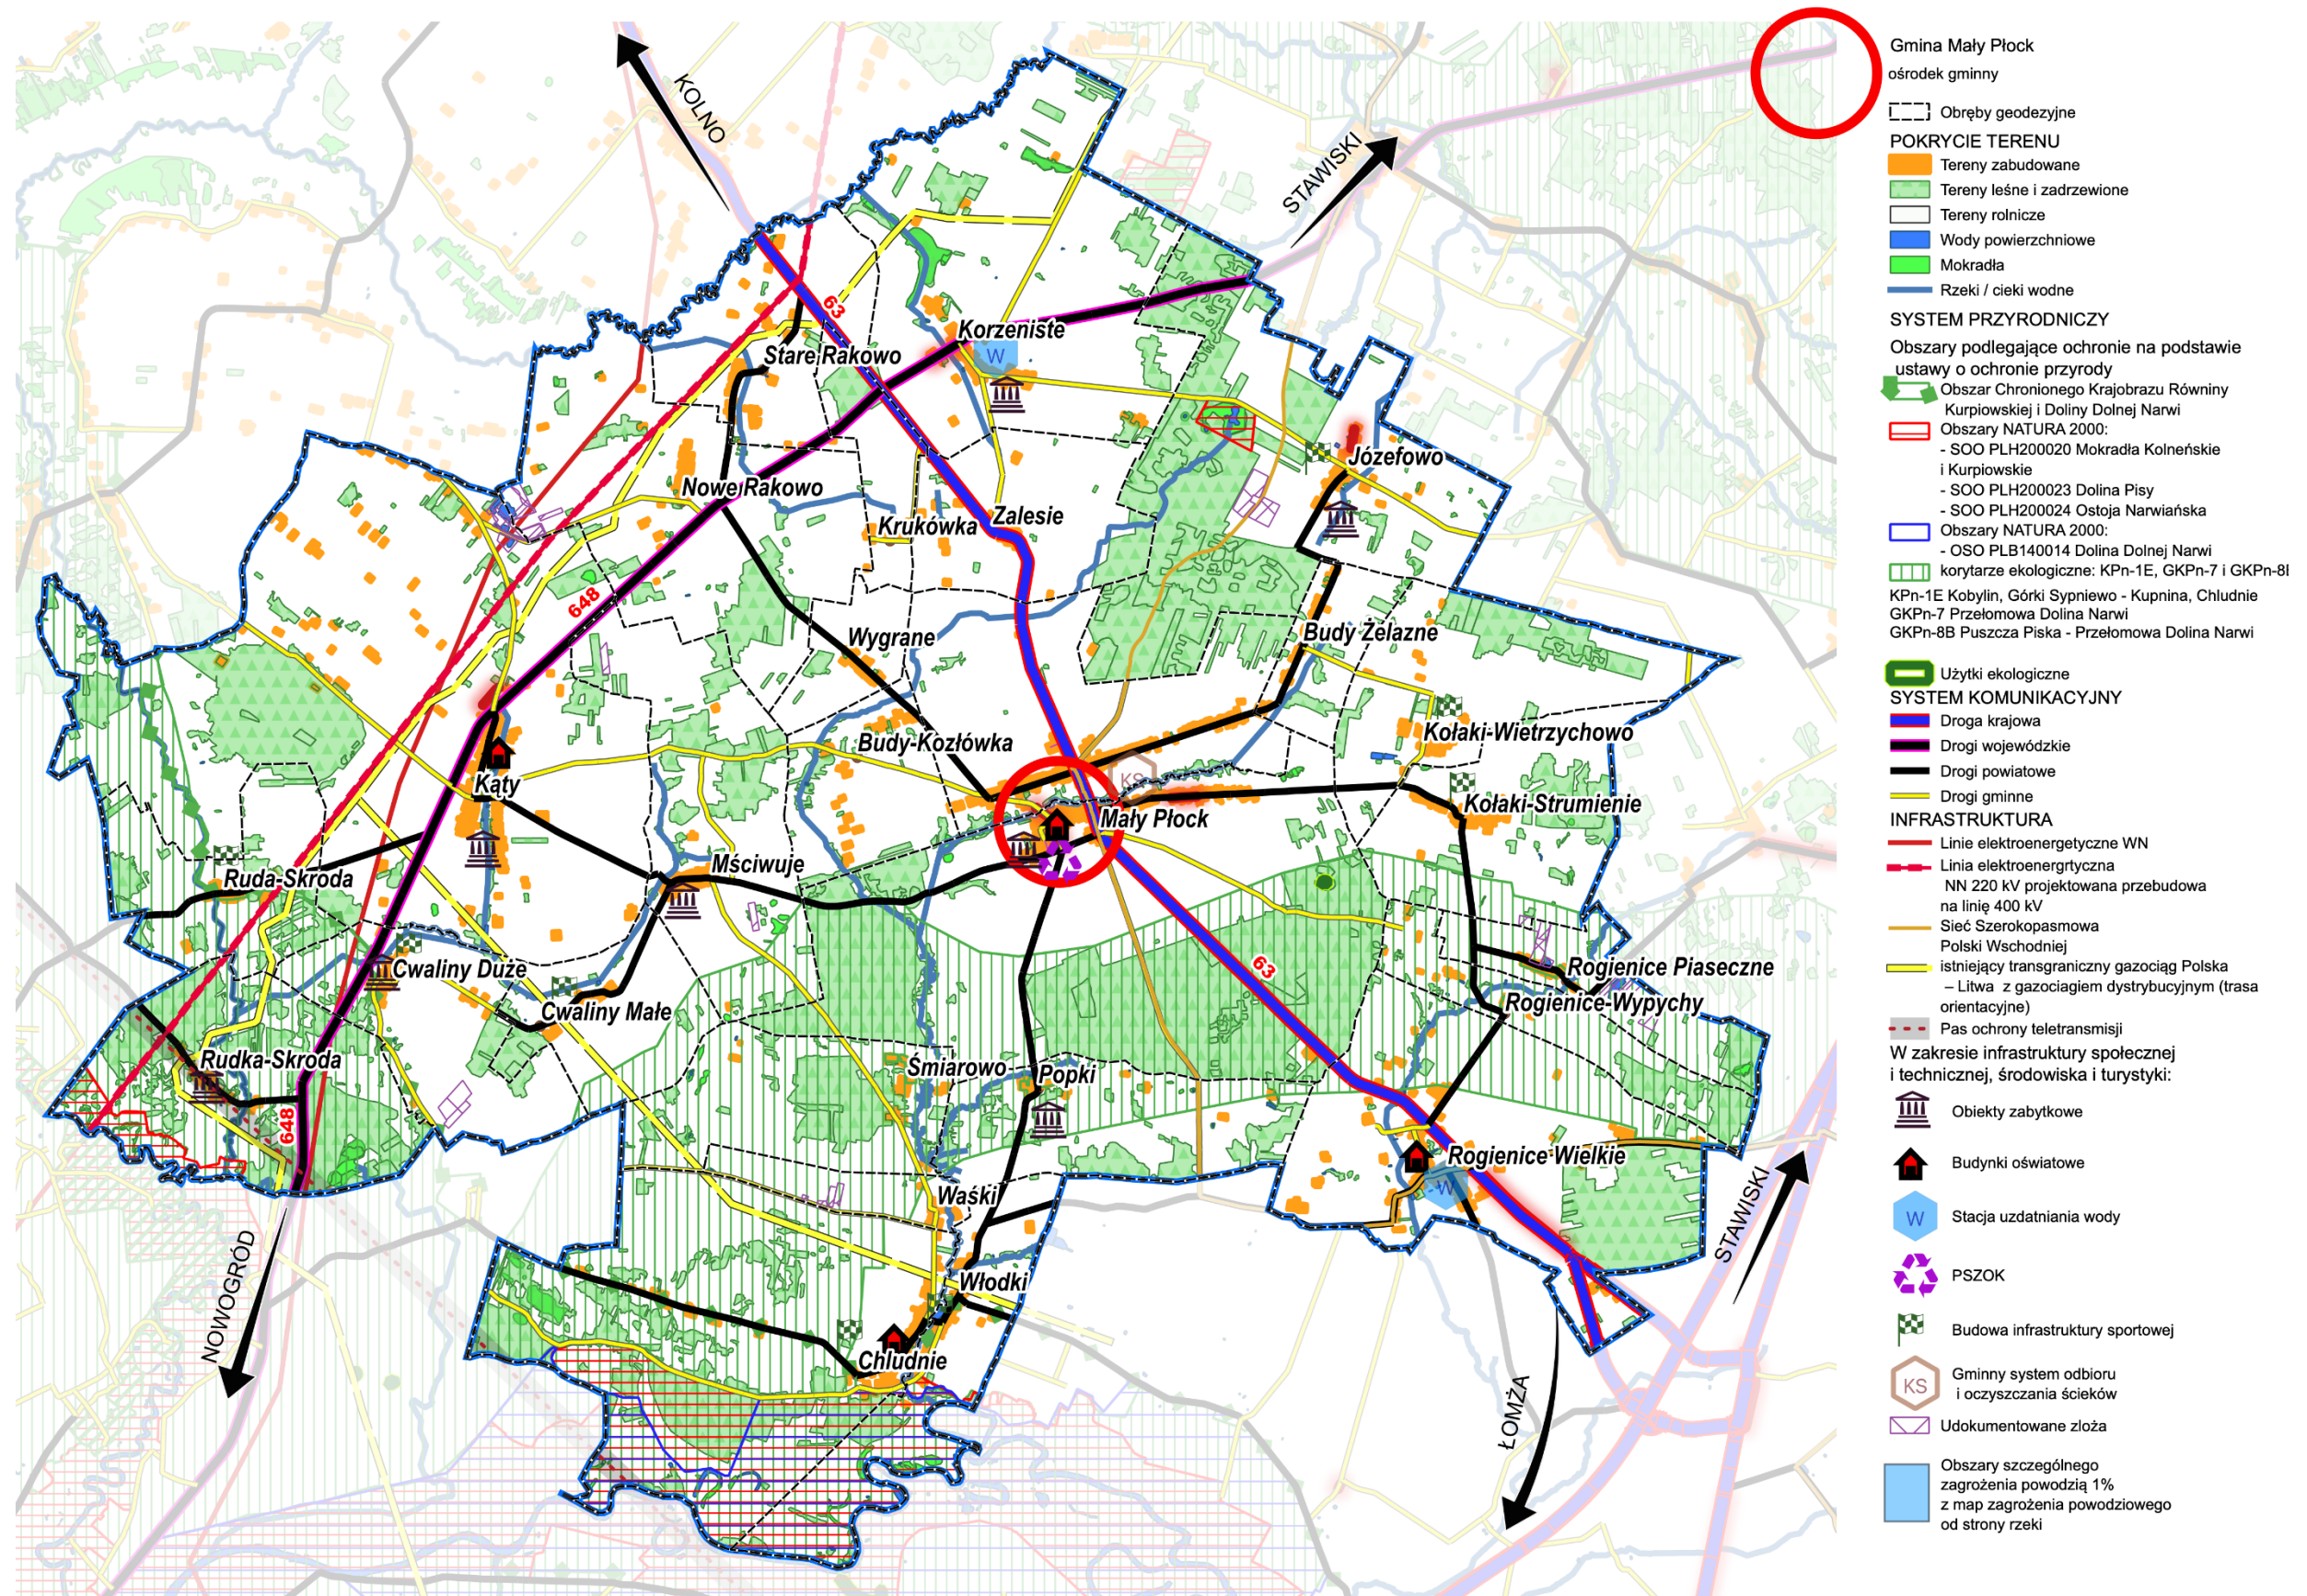 KOLNO
STAWISKI
63
Korzeniste
W
Stare Rakowo
Józefowo
Nowe Rakowo
Krukówka
Zalesie
648
Wygrane
Budy Żelazne
Budy-Kozłówka
Kołaki-Wietrzychowo
KS
Kąty
Kołaki-Strumienie
Mały Płock
Mściwuje
Ruda-Skroda
Cwaliny Duże
63
Rogienice Piaseczne
Cwaliny Małe
Rogienice-Wypychy
Rudka-Skroda
Śmiarowo
Popki
648
Rogienice Wielkie
W
Waśki
STAWISKI
NOWOGRÓD
Włodki
Chludnie
ŁOMŻA
Gmina Mały Płock
ośrodek gminny
Obręby geodezyjne
POKRYCIE TERENU
Tereny zabudowane
Tereny leśne i zadrzewione
Tereny rolnicze
Wody powierzchniowe
Mokradła
Rzeki / cieki wodne
SYSTEM PRZYRODNICZY
Obszary podlegające ochronie na podstawie
ustawy o ochronie przyrody
Obszar Chronionego Krajobrazu Równiny
Kurpiowskiej i Doliny Dolnej Narwi
Obszary NATURA 2000:
- SOO PLH200020 Mokradła Kolneńskie
i Kurpiowskie
- SOO PLH200023 Dolina Pisy
- SOO PLH200024 Ostoja Narwiańska
Obszary NATURA 2000:
- OSO PLB140014 Dolina Dolnej Narwi
korytarze ekologiczne: KPn-1E, GKPn-7 i GKPn-8
KPn-1E Kobylin, Górki Sypniewo - Kupnina, Chludnie
GKPn-7 Przełomowa Dolina Narwi
GKPn-8B Puszcza Piska - Przełomowa Dolina Narwi
Użytki ekologiczne
SYSTEM KOMUNIKACYJNY
Droga krajowa
Drogi wojewódzkie
Drogi powiatowe
Drogi gminne
INFRASTRUKTURA
Linie elektroenergetyczne WN
Linia elektroenergrtyczna
NN 220 kV projektowana przebudowa
na linię 400 kV
Sieć Szerokopasmowa
Polski Wschodniej
istniejący transgraniczny gazociąg Polska
– Litwa z gazociagiem dystrybucyjnym (trasa
orientacyjne)
Pas ochrony teletransmisji
W zakresie infrastruktury społecznej
i technicznej, środowiska i turystyki:
Obiekty zabytkowe
Budynki oświatowe
W
Stacja uzdatniania wody
PSZOK
Budowa infrastruktury sportowej
KS
Gminny system odbioru
i oczyszczania ścieków
Udokumentowane zloża
Obszary szczególnego
zagrożenia powodzią 1%
z map zagrożenia powodziowego
od strony rzeki